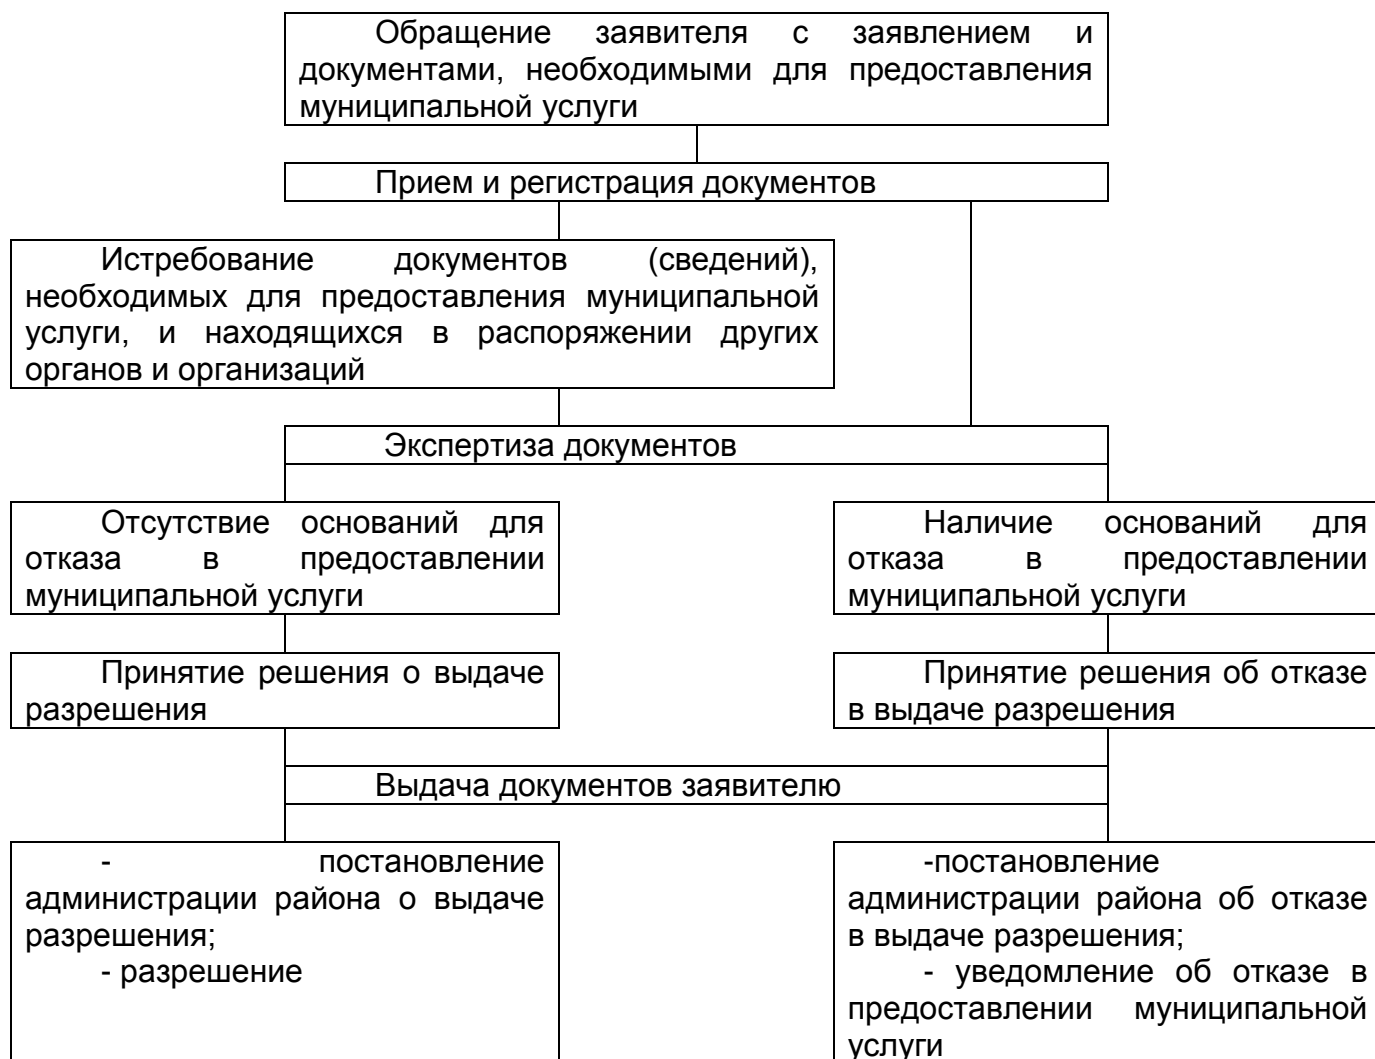 Обращение заявителя с заявлением и
документами, необходимыми для предоставления
муниципальной услуги
Прием и регистрация документов
Истребование документов (сведений),
необходимых для предоставления муниципальной
услуги, и находящихся в распоряжении других
органов и организаций
Экспертиза документов
Отсутствие оснований для
отказа в предоставлении
муниципальной услуги
Наличие оснований для
отказа в предоставлении
муниципальной услуги
Принятие решения о выдаче
разрешения
Принятие решения об отказе
в выдаче разрешения
Выдача документов заявителю
- постановление
администрации района о выдаче
разрешения;
- разрешение
-постановление
администрации района об отказе
в выдаче разрешения;
- уведомление об отказе в
предоставлении муниципальной
услуги